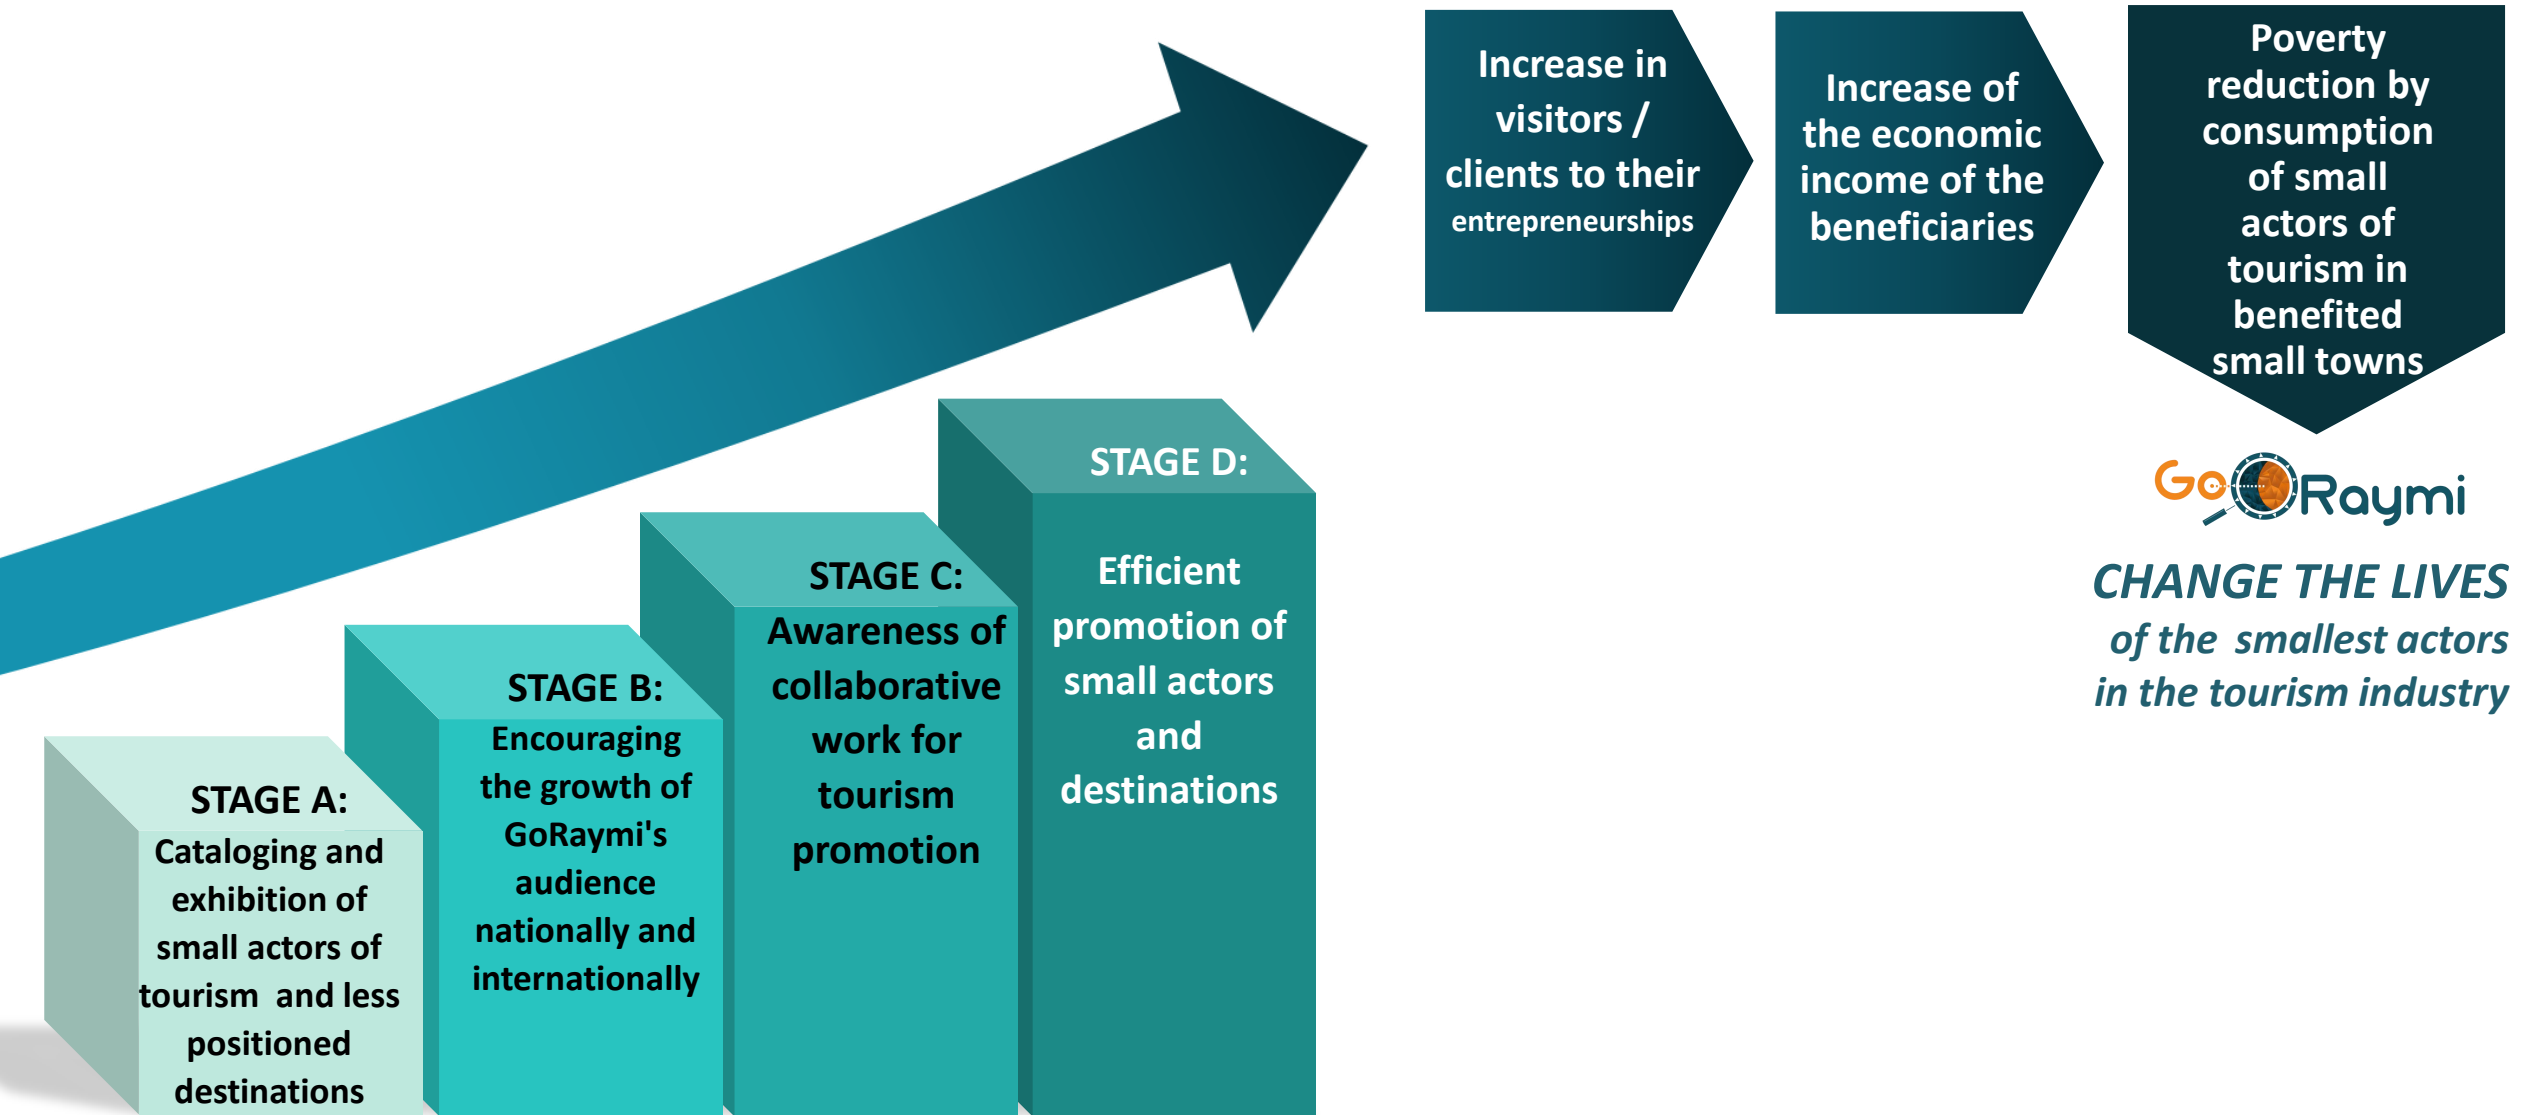 Increase in
visitors /
clients to their
entrepreneurships
Increase of
the economic
income of the
beneficiaries
Poverty
reduction by
consumption
of small
actors of
tourism in
benefited
small towns
GoRaymi
CHANGE THE LIVES
of the smallest actors
in the tourism industry
STAGE A:
Cataloging and
exhibition of
small actors of
tourism and less
positioned
destinations
STAGE B:
Encouraging
the growth of
GoRaymi's
audience
nationally and
internationally
STAGE C:
Awareness of
collaborative
work for
tourism
promotion
STAGE D:
Efficient
promotion of
small actors
and
destinations